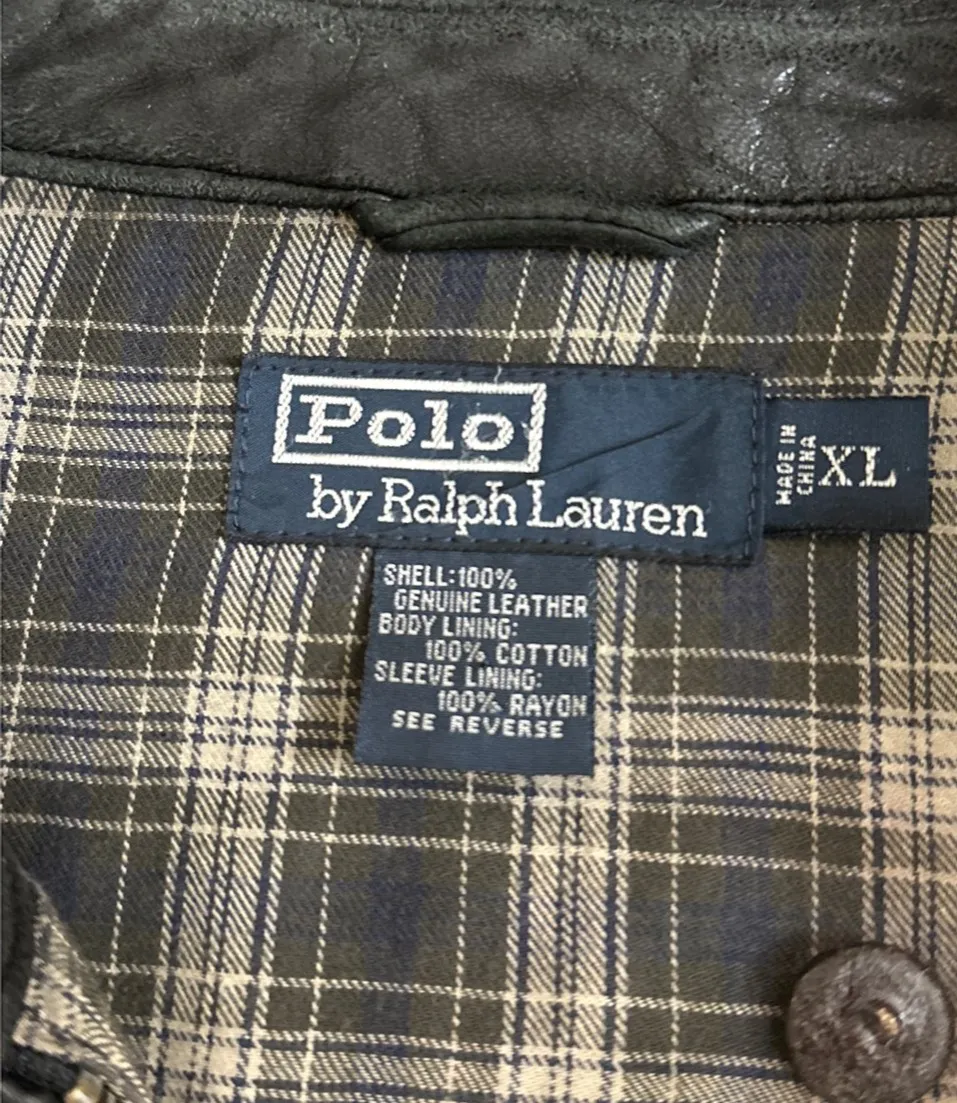 Polo
by Ralph Lauren
MADE IN
CHINA
XL
SHELL:100%
GENUINE LEATHER
BODY LINING:
100% COTTON
SLEEVE LINING:
100% RAYON
SEE REVERSE